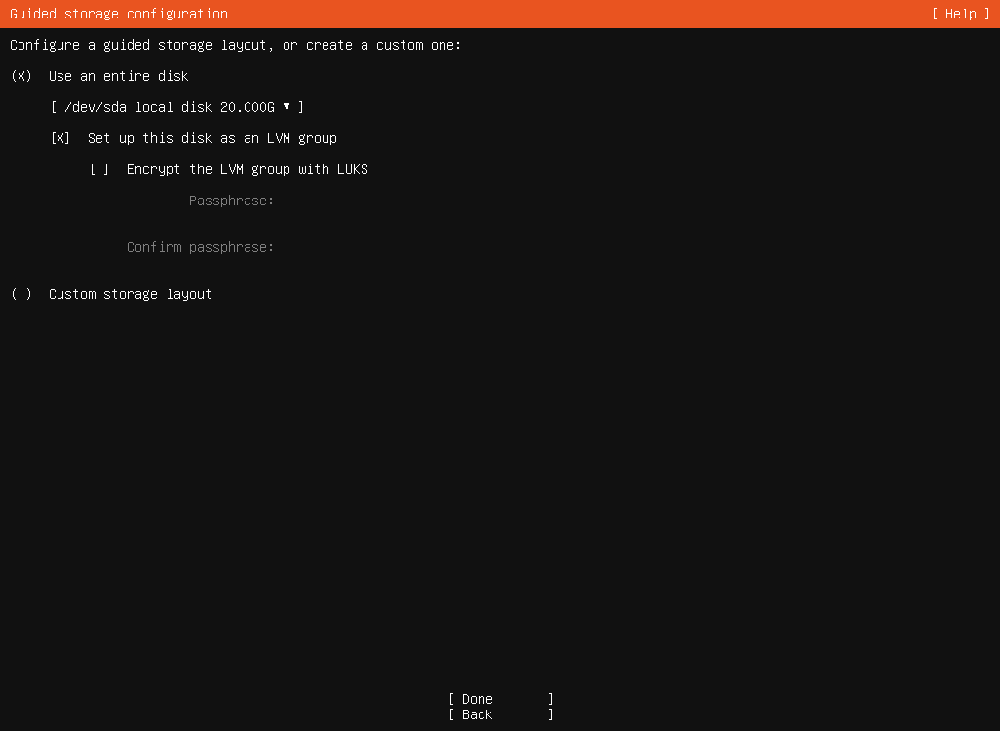 Guided storage configuration [ Help ]
Configure a guided storage layout, or create a custom one:
(X) Use an entire disk
[ /dev/sda local disk 20.000G ▾ ]
[X] Set up this disk as an LVM group
[ ] Encrypt the LVM group with LUKS
Passphrase:
Confirm passphrase:
( ) Custom storage layout
[ Done ]
[ Back ]